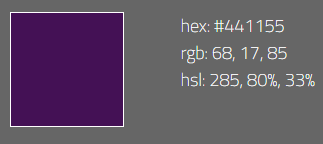 hex: #441155
rgb: 68, 17, 85
hsl: 285, 80%, 33%